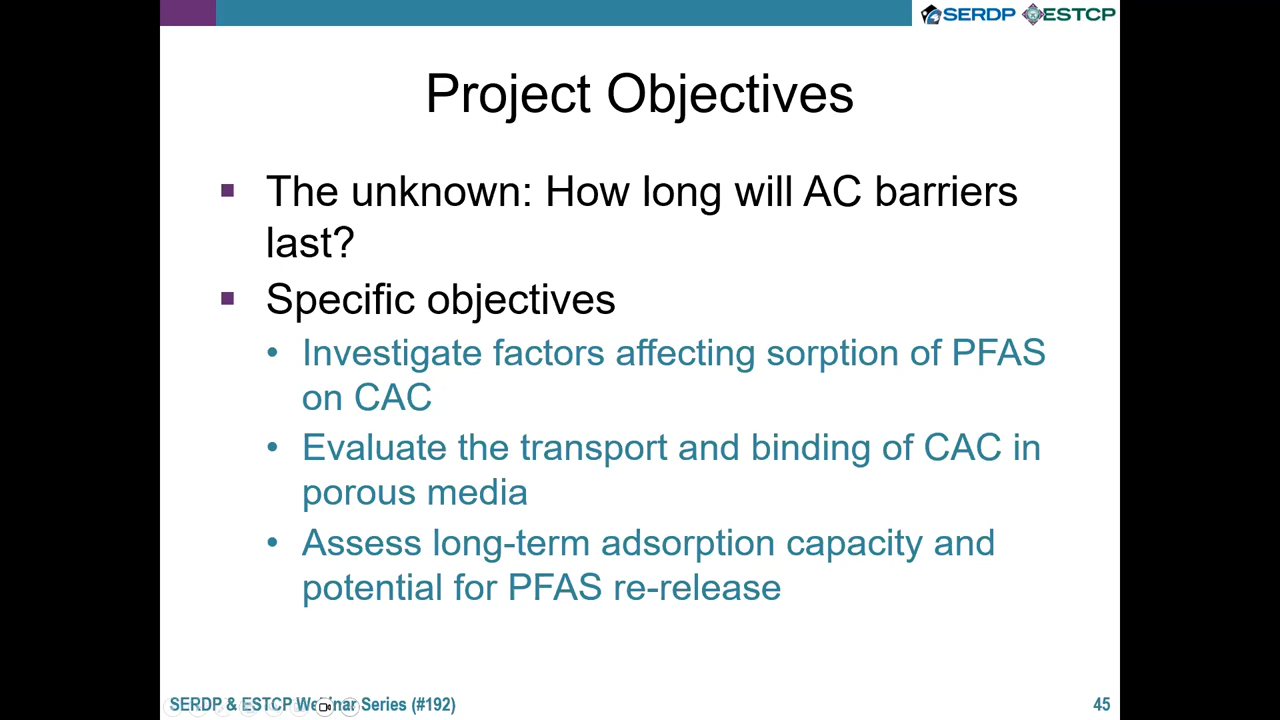 SERDP ESTCP
Project Objectives
The unknown: How long will AC barriers
last?
Specific objectives
Investigate factors affecting sorption of PFAS
on CAC
Evaluate the transport and binding of CAC in
porous media
Assess long-term adsorption capacity and
potential for PFAS re-release
SERDP & ESTCP Webinar Series (#192)
45